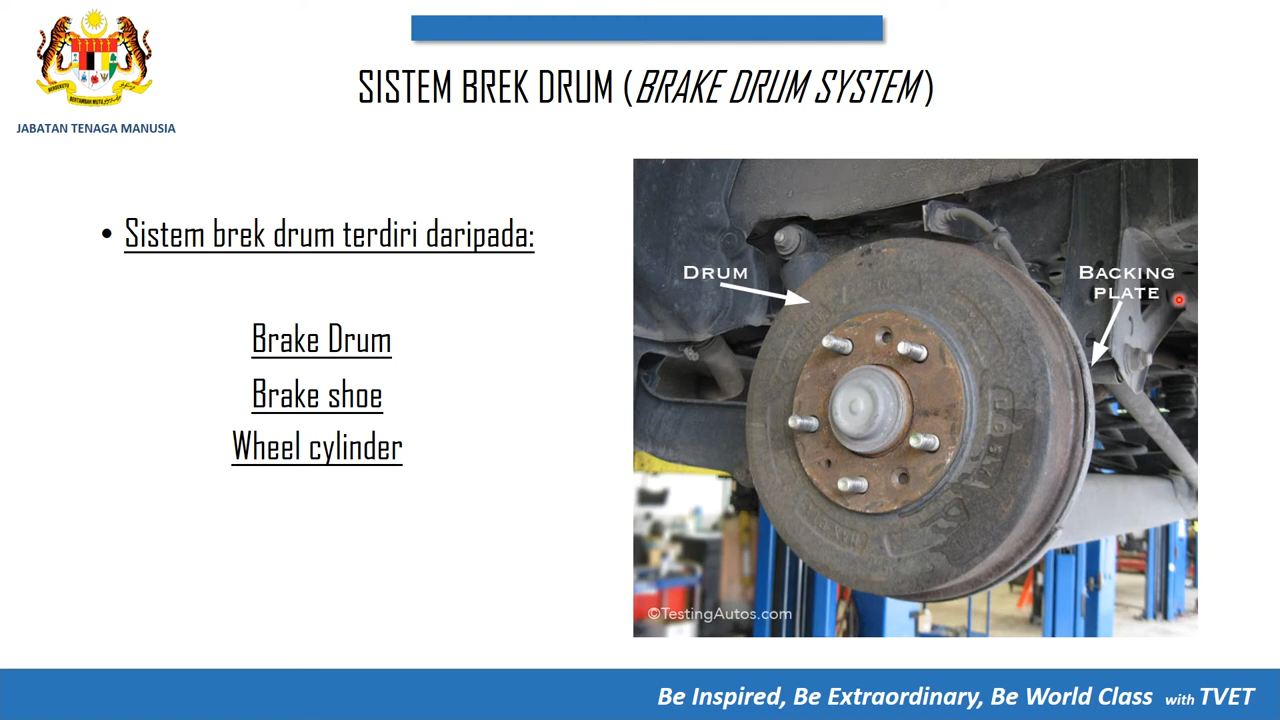 JABATAN TENAGA MANUSIA
SISTEM BREK DRUM (BRAKE DRUM SYSTEM)
• Sistem brek drum terdiri daripada:
Brake Drum
Brake shoe
Wheel cylinder
DRUM
BACKING
PLATE
©TestingAutos.com
Be Inspired, Be Extraordinary, Be World Class with TVET